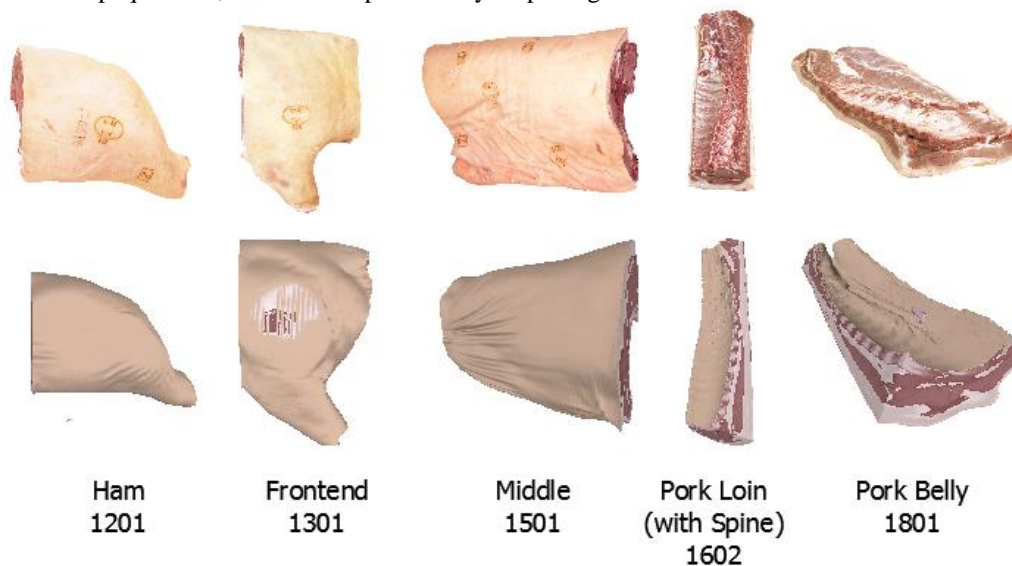 Ham
1201
Frontend
1301
Middle
1501
Pork Loin
(with Spine)
1602
Pork Belly
1801